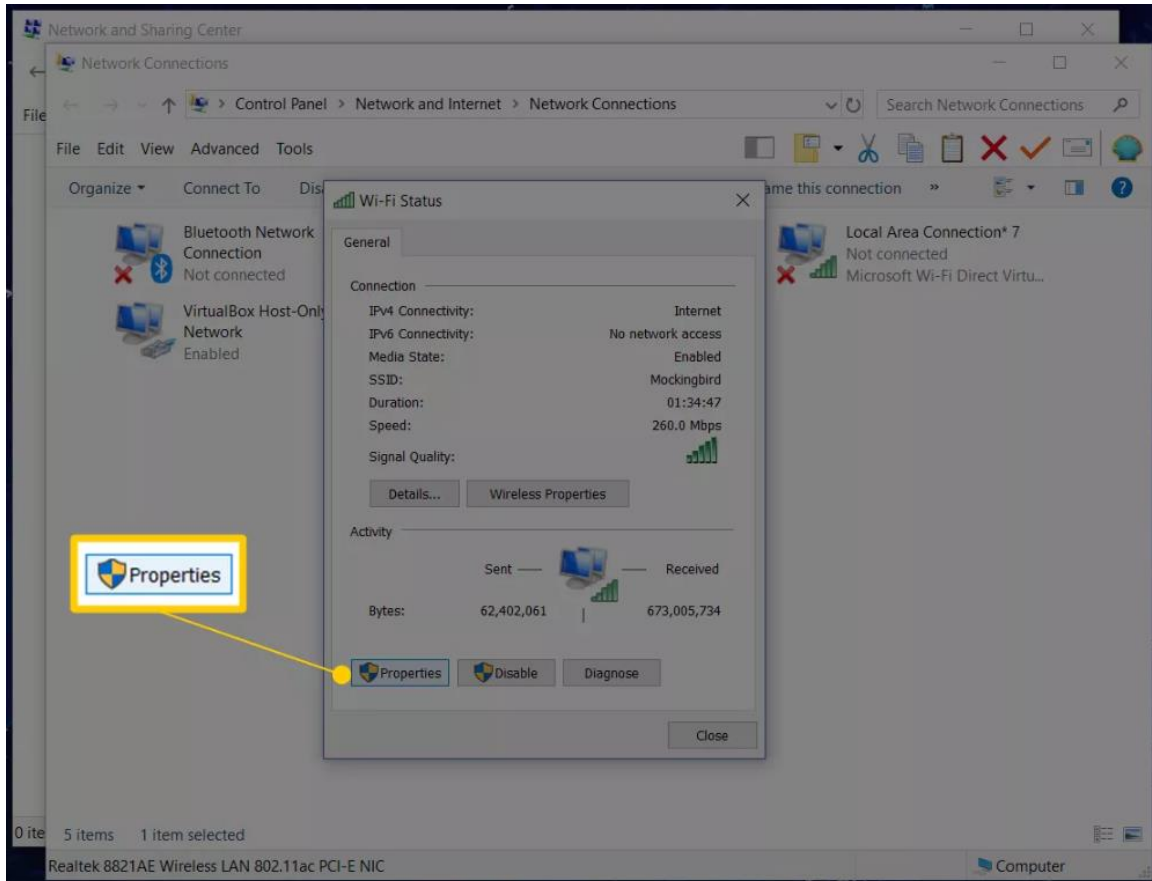 Network and Sharing Center
Network Connections
File
Control Panel > Network and Internet > Network Connections
Search Network Connections
File Edit View Advanced Tools
Organize Connect To
Wi-Fi Status
this connection »
General
Bluetooth Network
Connection
Not connected
Local Area Connection* 7
Not connected
Microsoft Wi-Fi Direct Virtu...
VirtualBox Host-Only
Network
Enabled
Connection
IPv4 Connectivity: Internet
IPv6 Connectivity: No network access
Media State: Enabled
SSID: Mockingbird
Duration: 01:34:47
Speed: 260.0 Mbps
Signal Quality:
Details... Wireless Properties
Activity
Sent Received
Bytes: 62,402,061 673,005,734
Properties
Properties Disable Diagnose
Close
5 items 1 item selected
Realtek 8821AE Wireless LAN 802.11ac PCI-E NIC
Computer